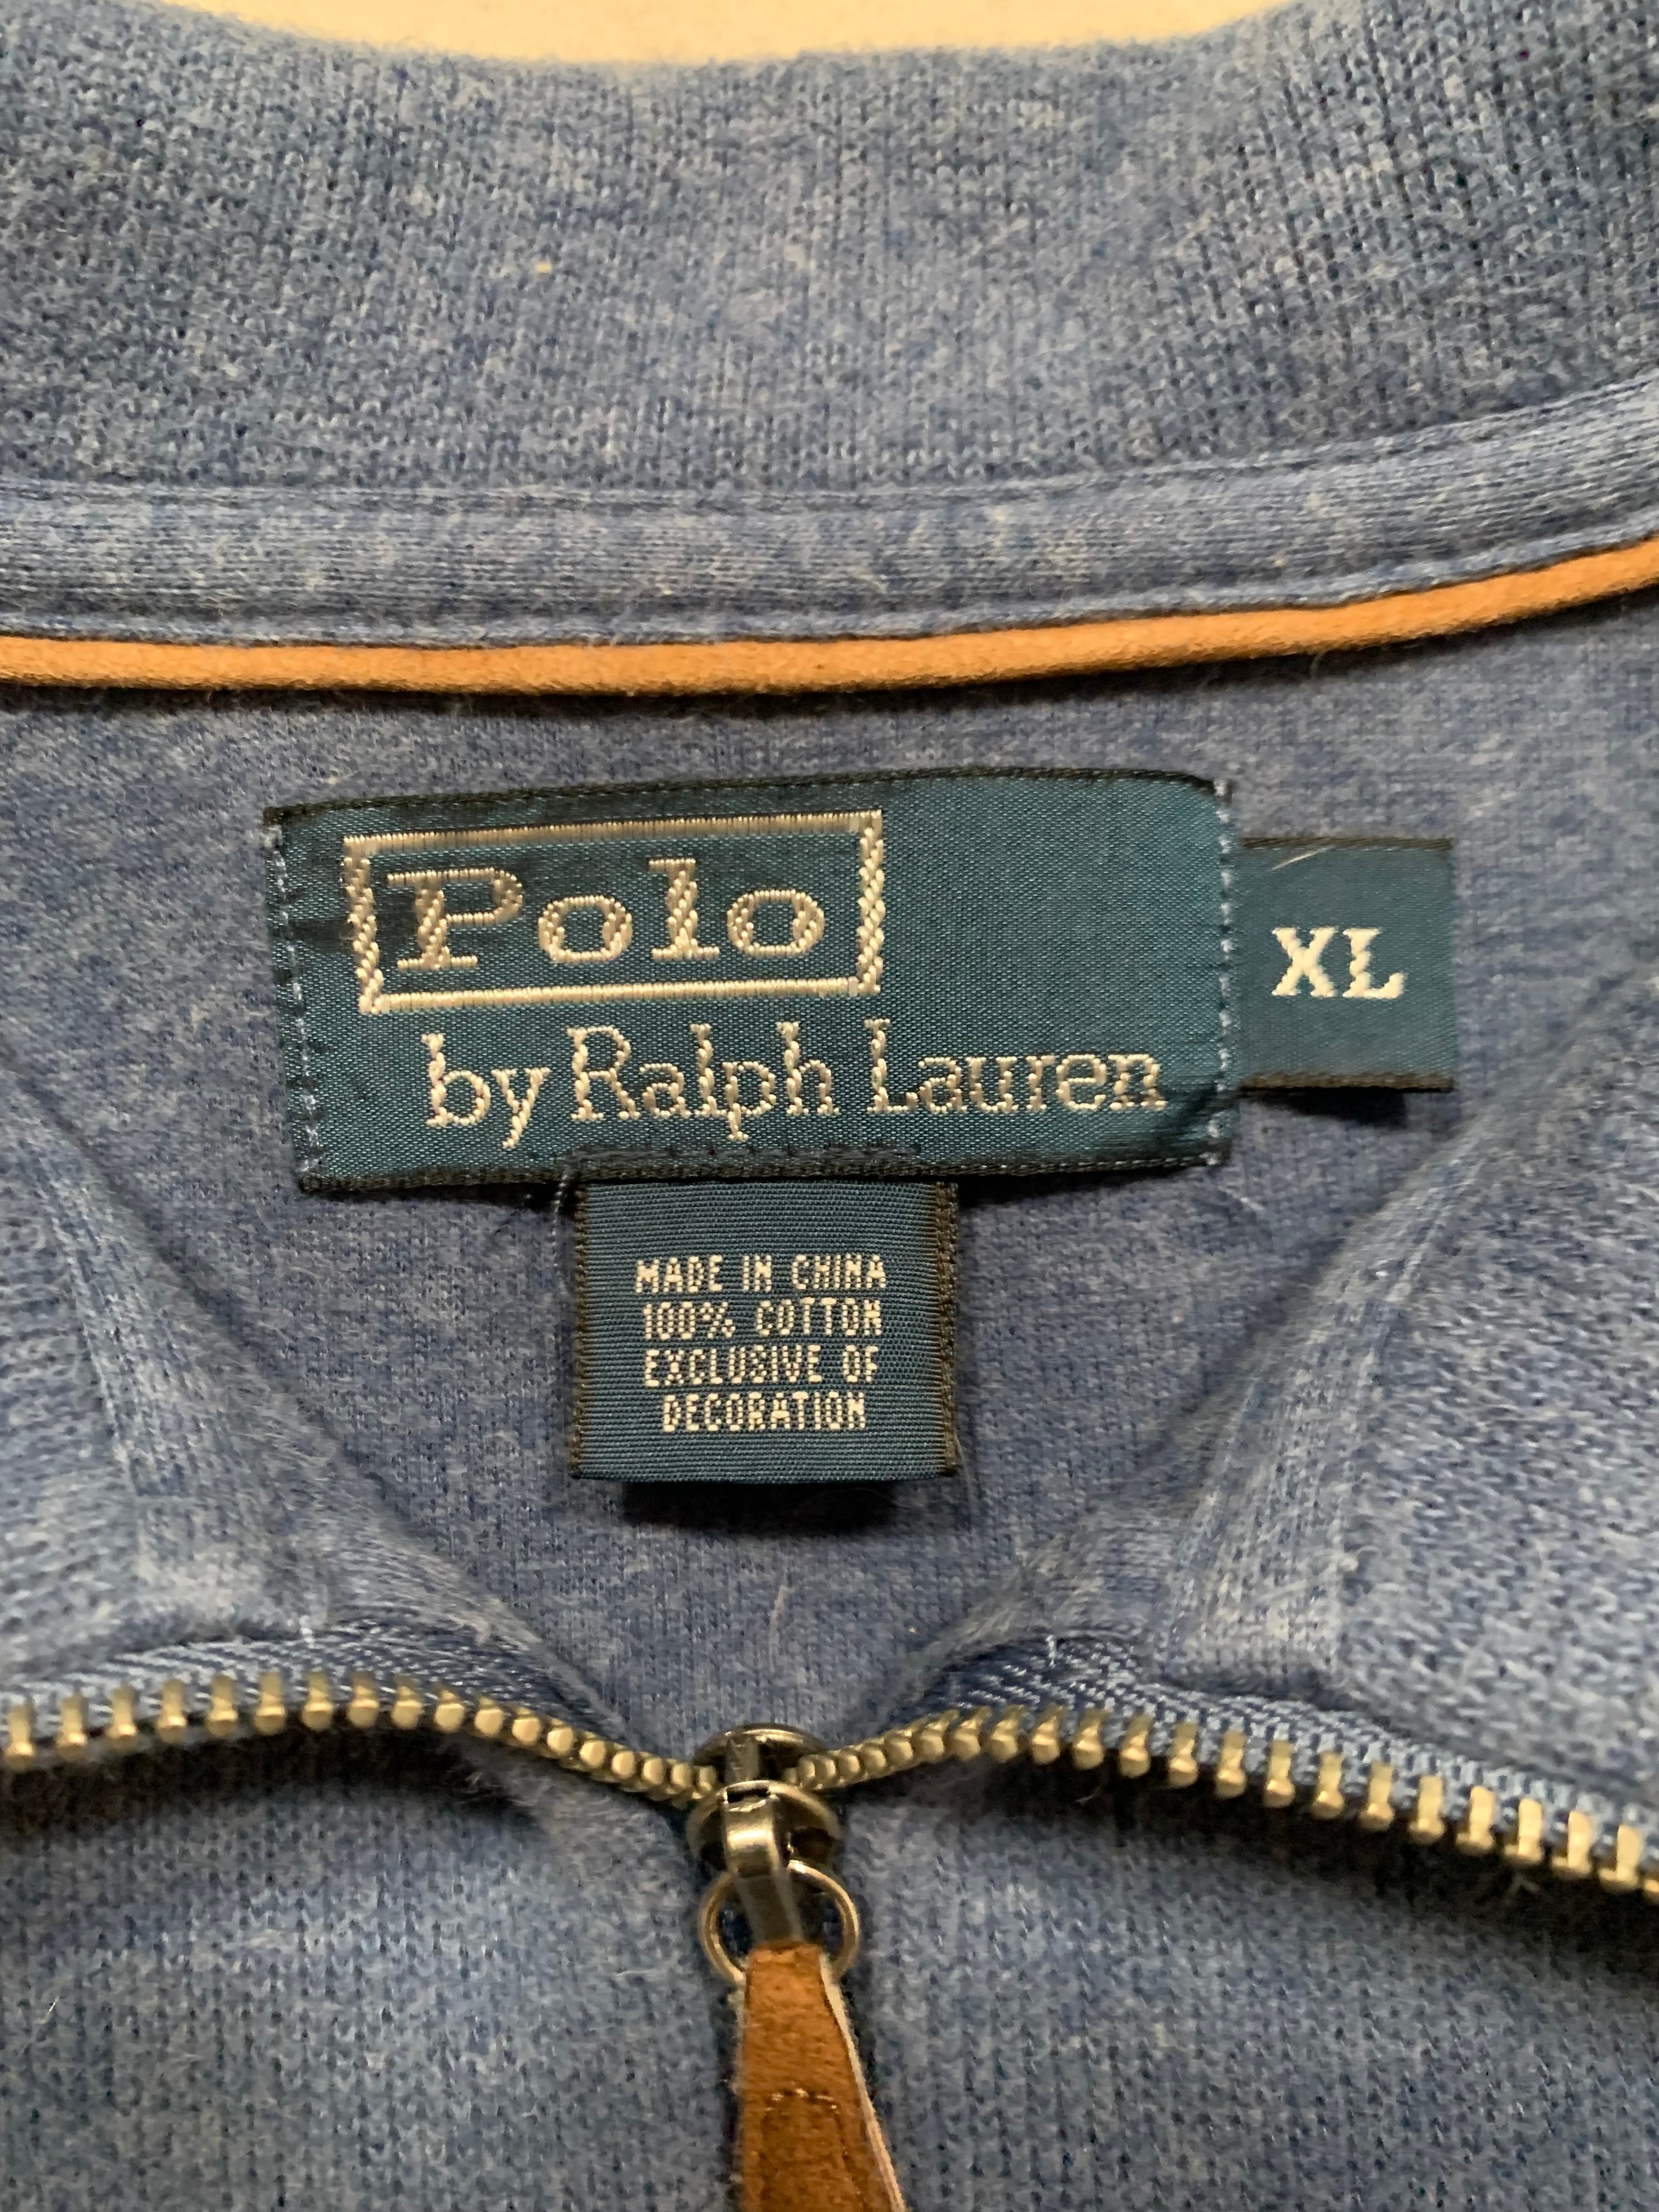 Polo
by Ralph Lauren
XL
MADE IN CHINA
100% COTTON
EXCLUSIVE OF
DECORATION